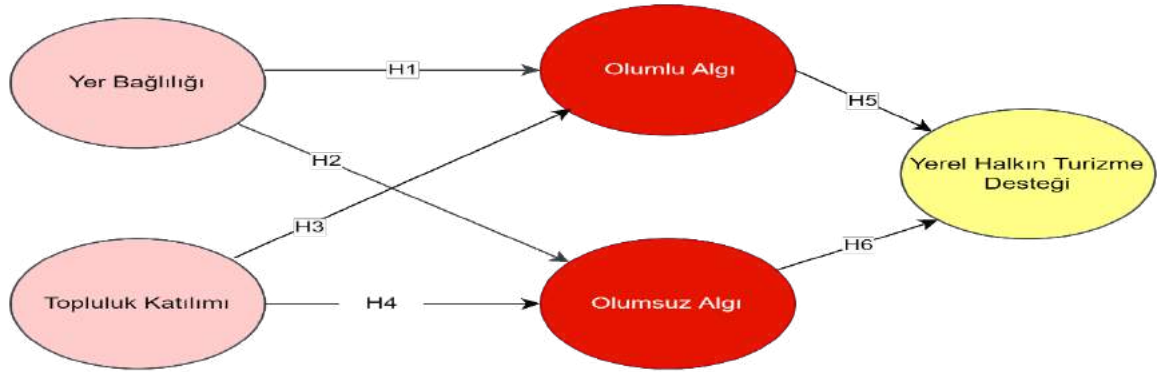 Yer Bağlılığı
H1
Olumlu Algı
H5
H2
Yerel Halkın Turizme
Desteği
H3
H6
Topluluk Katılımı
H4
Olumsuz Algı